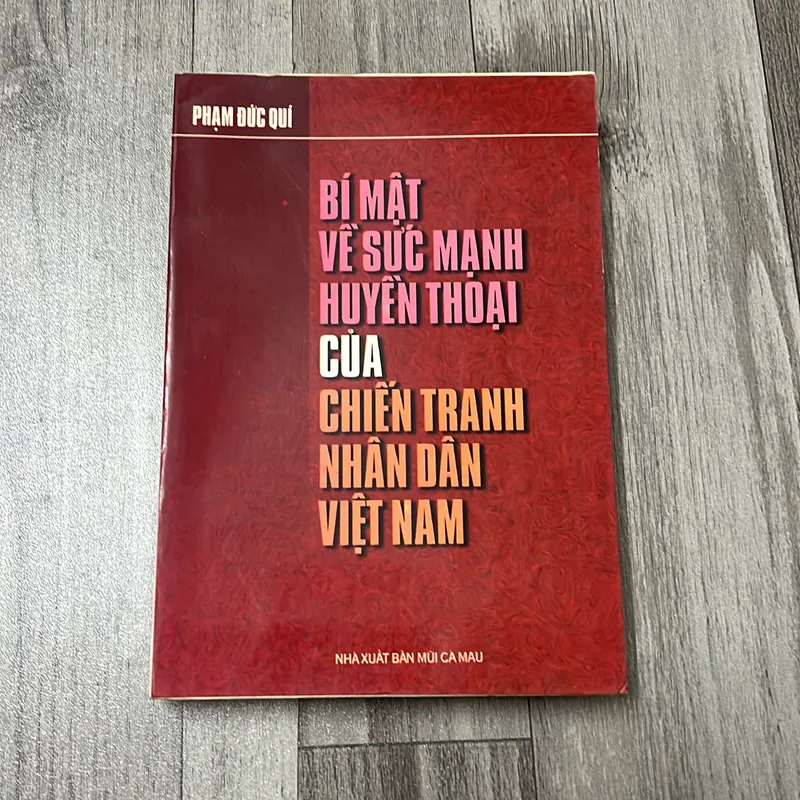 PHẠM ĐỨC QUÍ
BÍ MẬT
VỀ SỨC MẠNH
HUYỀN THOẠI
CỦA
CHIẾN TRANH
NHÂN DÂN
VIỆT NAM
NHÀ XUẤT BẢN MŨI CÀ MAU